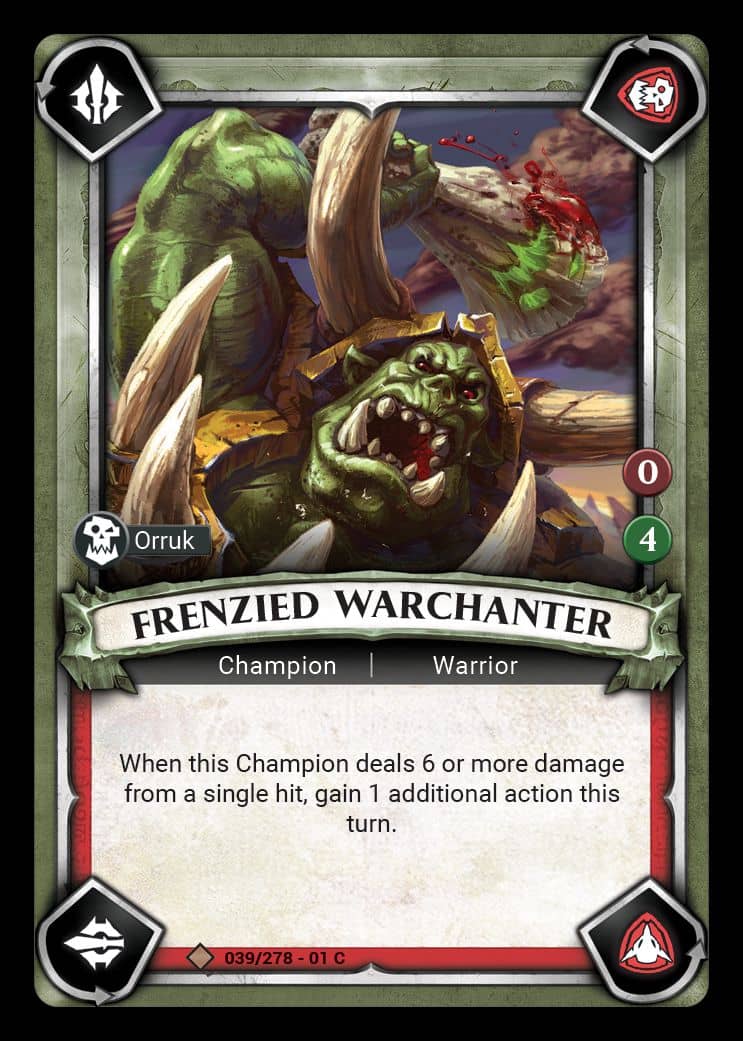 0
Orruk
4
FRENZIED WARCHANTER
Champion | Warrior
When this Champion deals 6 or more damage
from a single hit, gain 1 additional action this
turn.
039/278 - 01 C